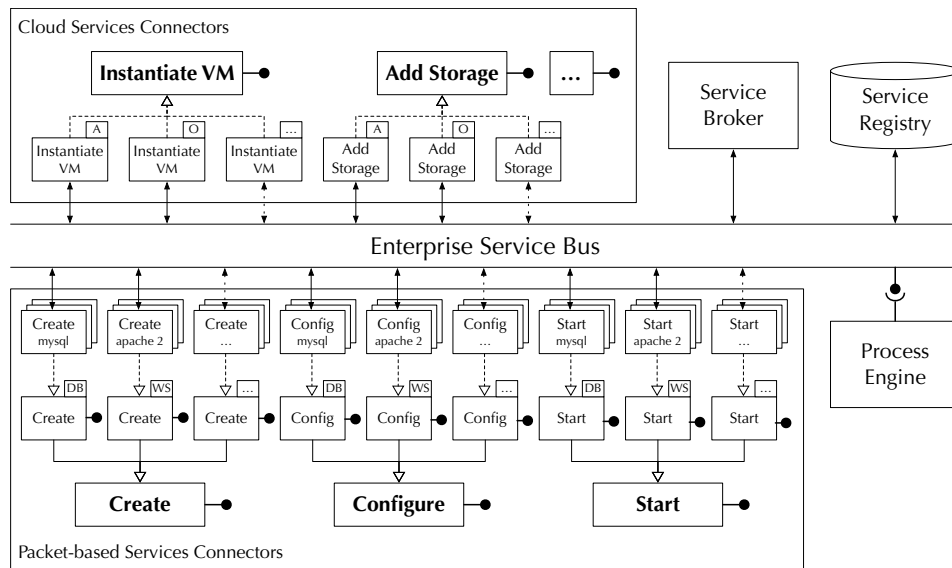 Cloud Services Connectors
Instantiate VM
Add Storage
...
A
O
...
A
O
...
Instantiate
VM
Instantiate
VM
Instantiate
VM
Add
Storage
Add
Storage
Add
Storage
Service
Broker
Service
Registry
Enterprise Service Bus
Create
mysql
Create
apache 2
Create
...
Config
mysql
Config
apache 2
Config
...
Start
mysql
Start
apache 2
Start
...
Process
Engine
DB
WS
...
DB
WS
...
DB
WS
...
Create
Create
Create
Config
Config
Config
Start
Start
Start
Create
Configure
Start
Packet-based Services Connectors